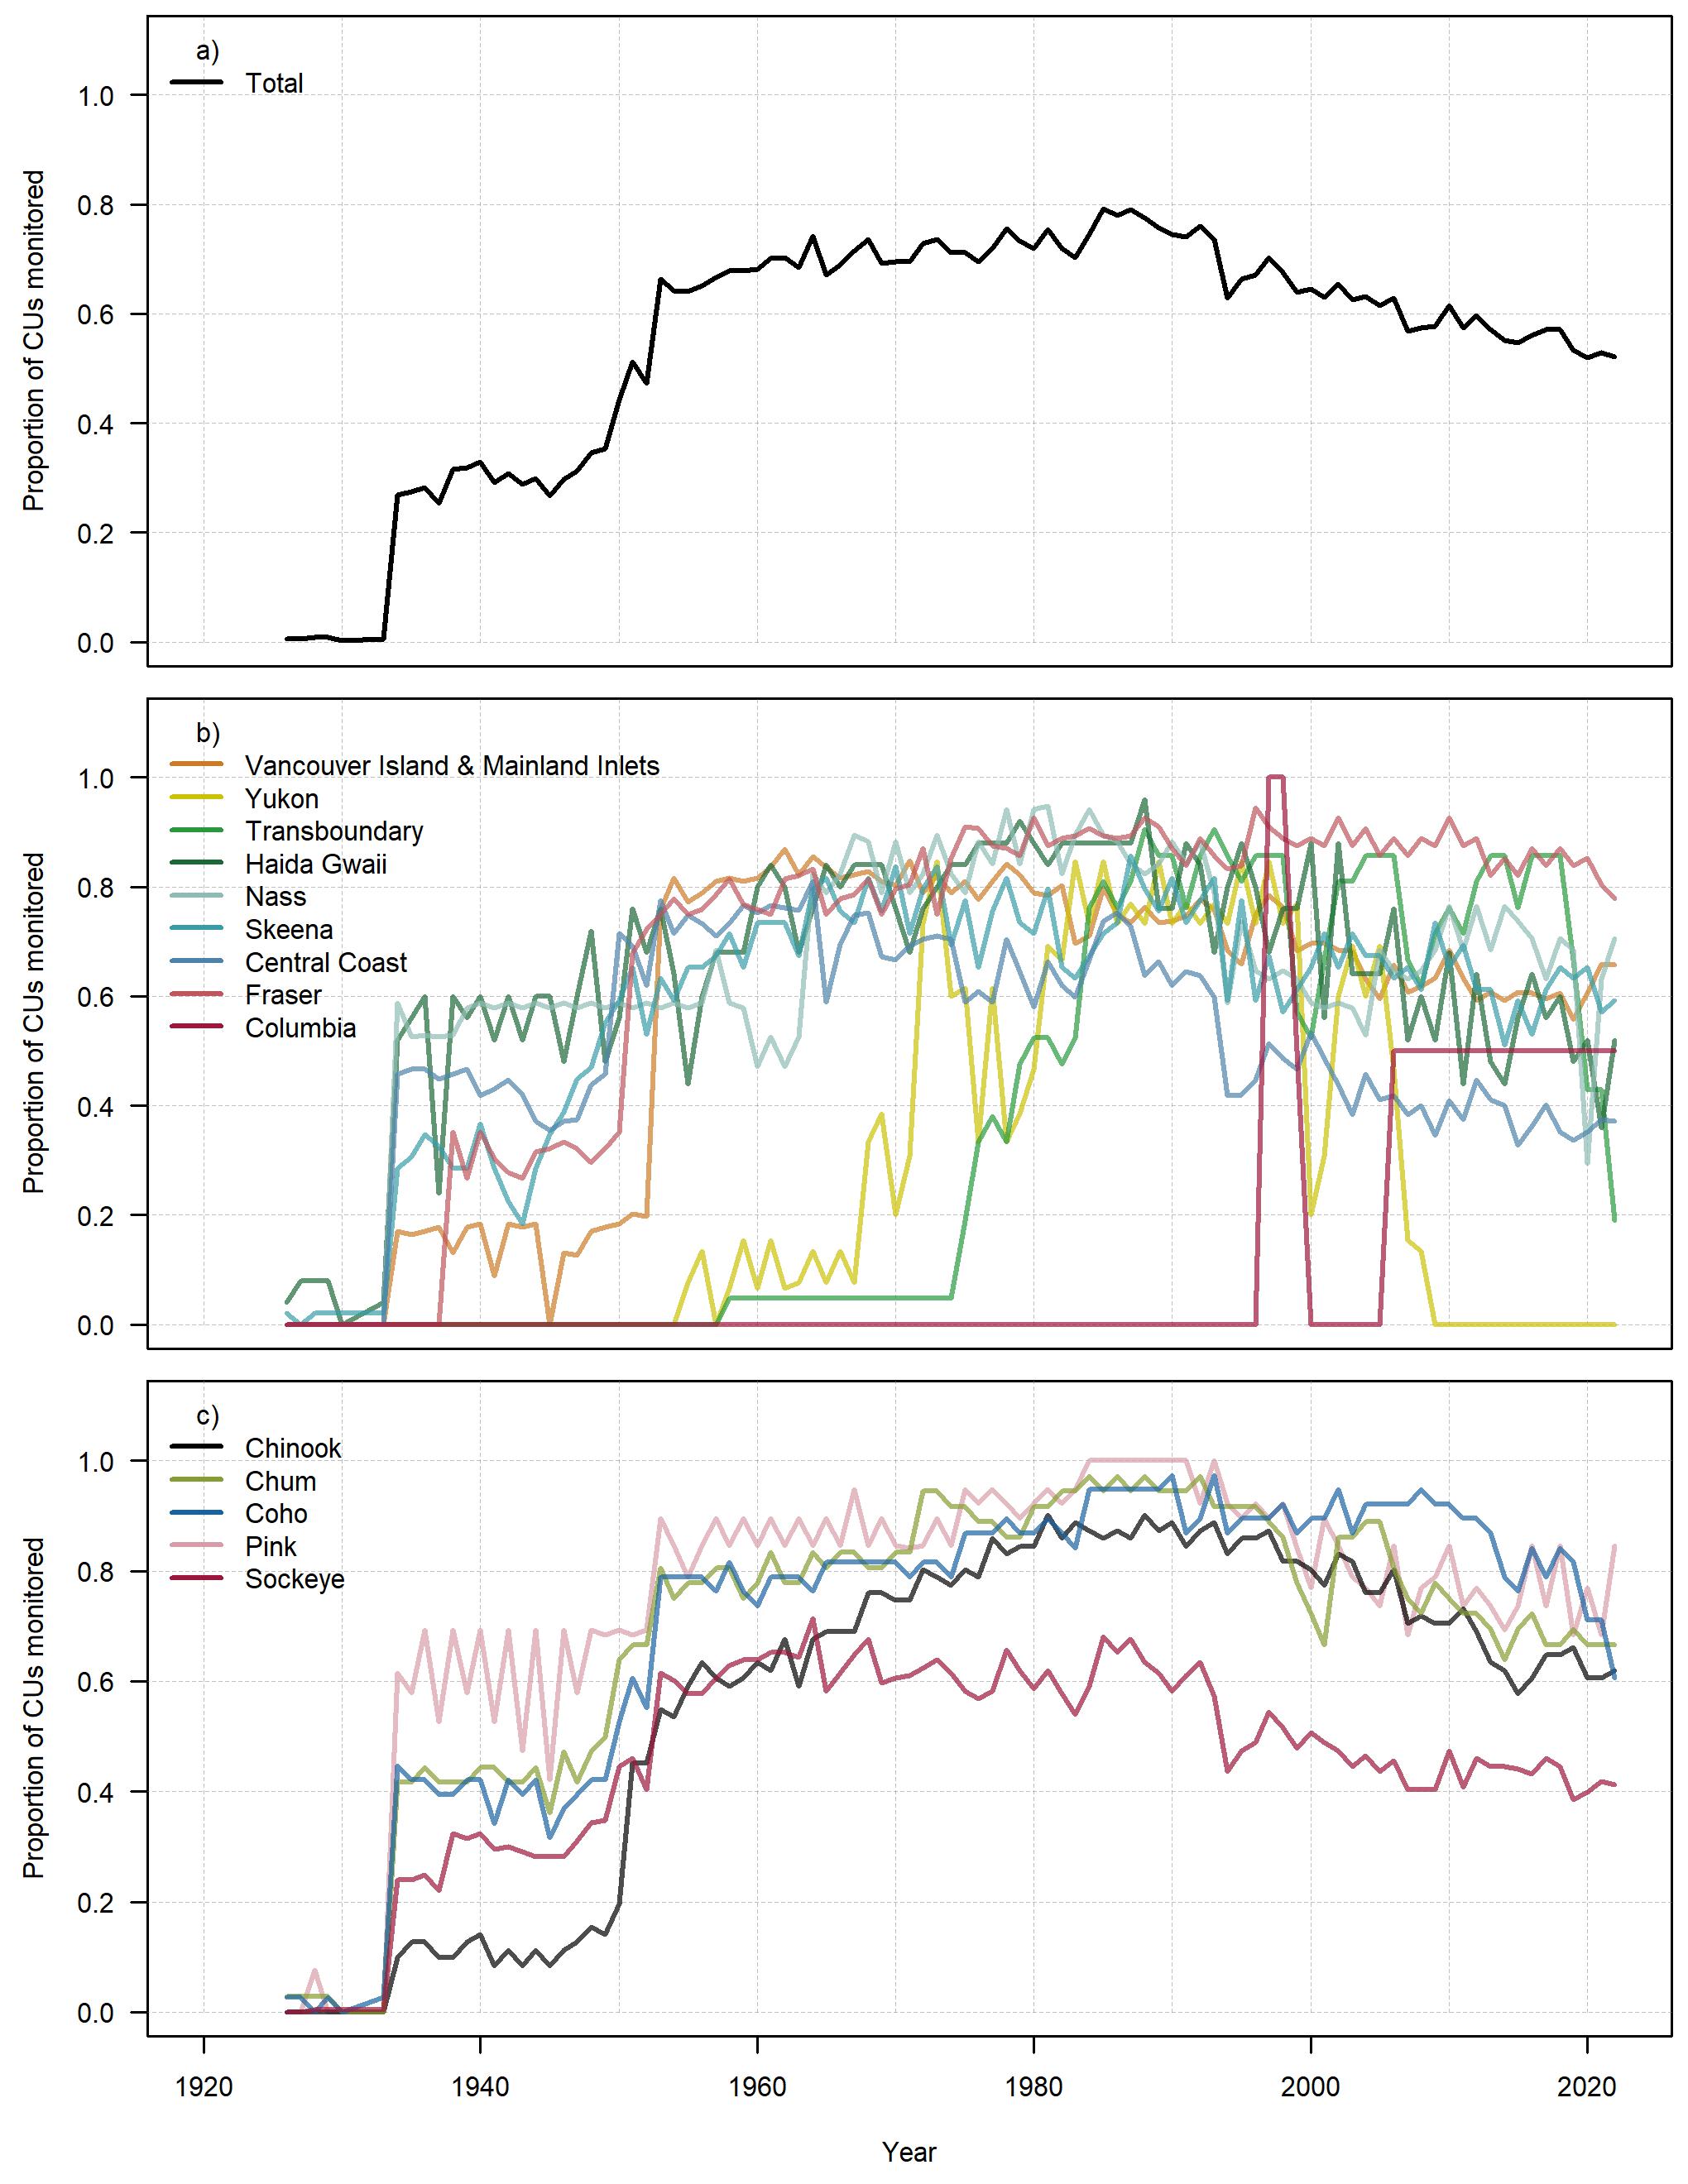 a)
Total
1.0
0.8
0.6
0.4
0.2
0.0
Proportion of CUs monitored
b)
Vancouver Island & Mainland Inlets
Yukon
Transboundary
Haida Gwaii
Nass
Skeena
Central Coast
Fraser
Columbia
1.0
0.8
0.6
0.4
0.2
0.0
Proportion of CUs monitored
c)
Chinook
Chum
Coho
Pink
Sockeye
1.0
0.8
0.6
0.4
0.2
0.0
Proportion of CUs monitored
1920 1940 1960 1980 2000 2020
Year